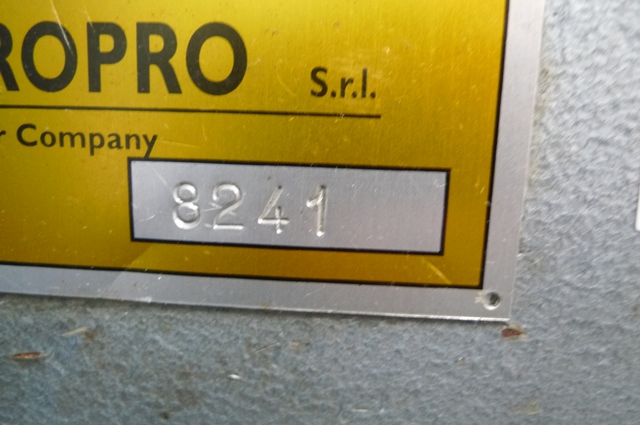 ROPRO S.r.l.
r Company
8241